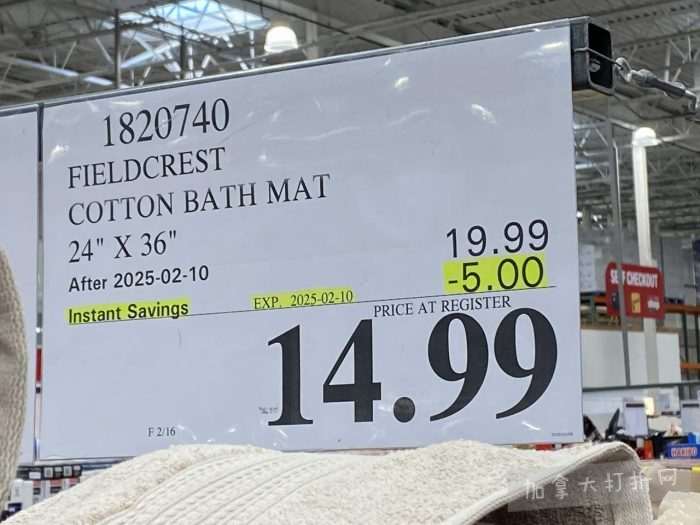 1820740
FIELDCREST
COTTON BATH MAT
24" X 36"
After 2025-02-10
19.99
-5.00
Instant Savings
EXP. 2025-02-10
PRICE AT REGISTER
14.99
F 2/16
SELF CHECKOUT
HARIBO
加拿大打折网